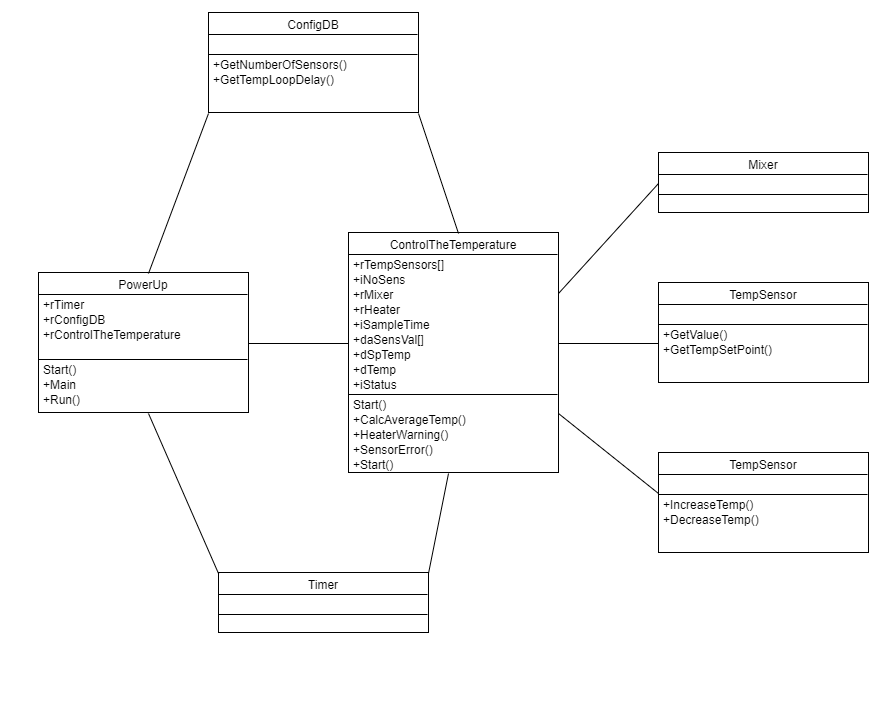 ConfigDB
+GetNumberOfSensors()
+GetTempLoopDelay()
Mixer
ControlTheTemperature
+rTempSensors[]
+iNoSens
+rMixer
+rHeater
+iSampleTime
+daSensVal[]
+dSpTemp
+dTemp
+iStatus
Start()
+CalcAverageTemp()
+HeaterWarning()
+SensorError()
+Start()
PowerUp
+rTimer
+rConfigDB
+rControlTheTemperature
Start()
+Main
+Run()
TempSensor
+GetValue()
+GetTempSetPoint()
TempSensor
+IncreaseTemp()
+DecreaseTemp()
Timer